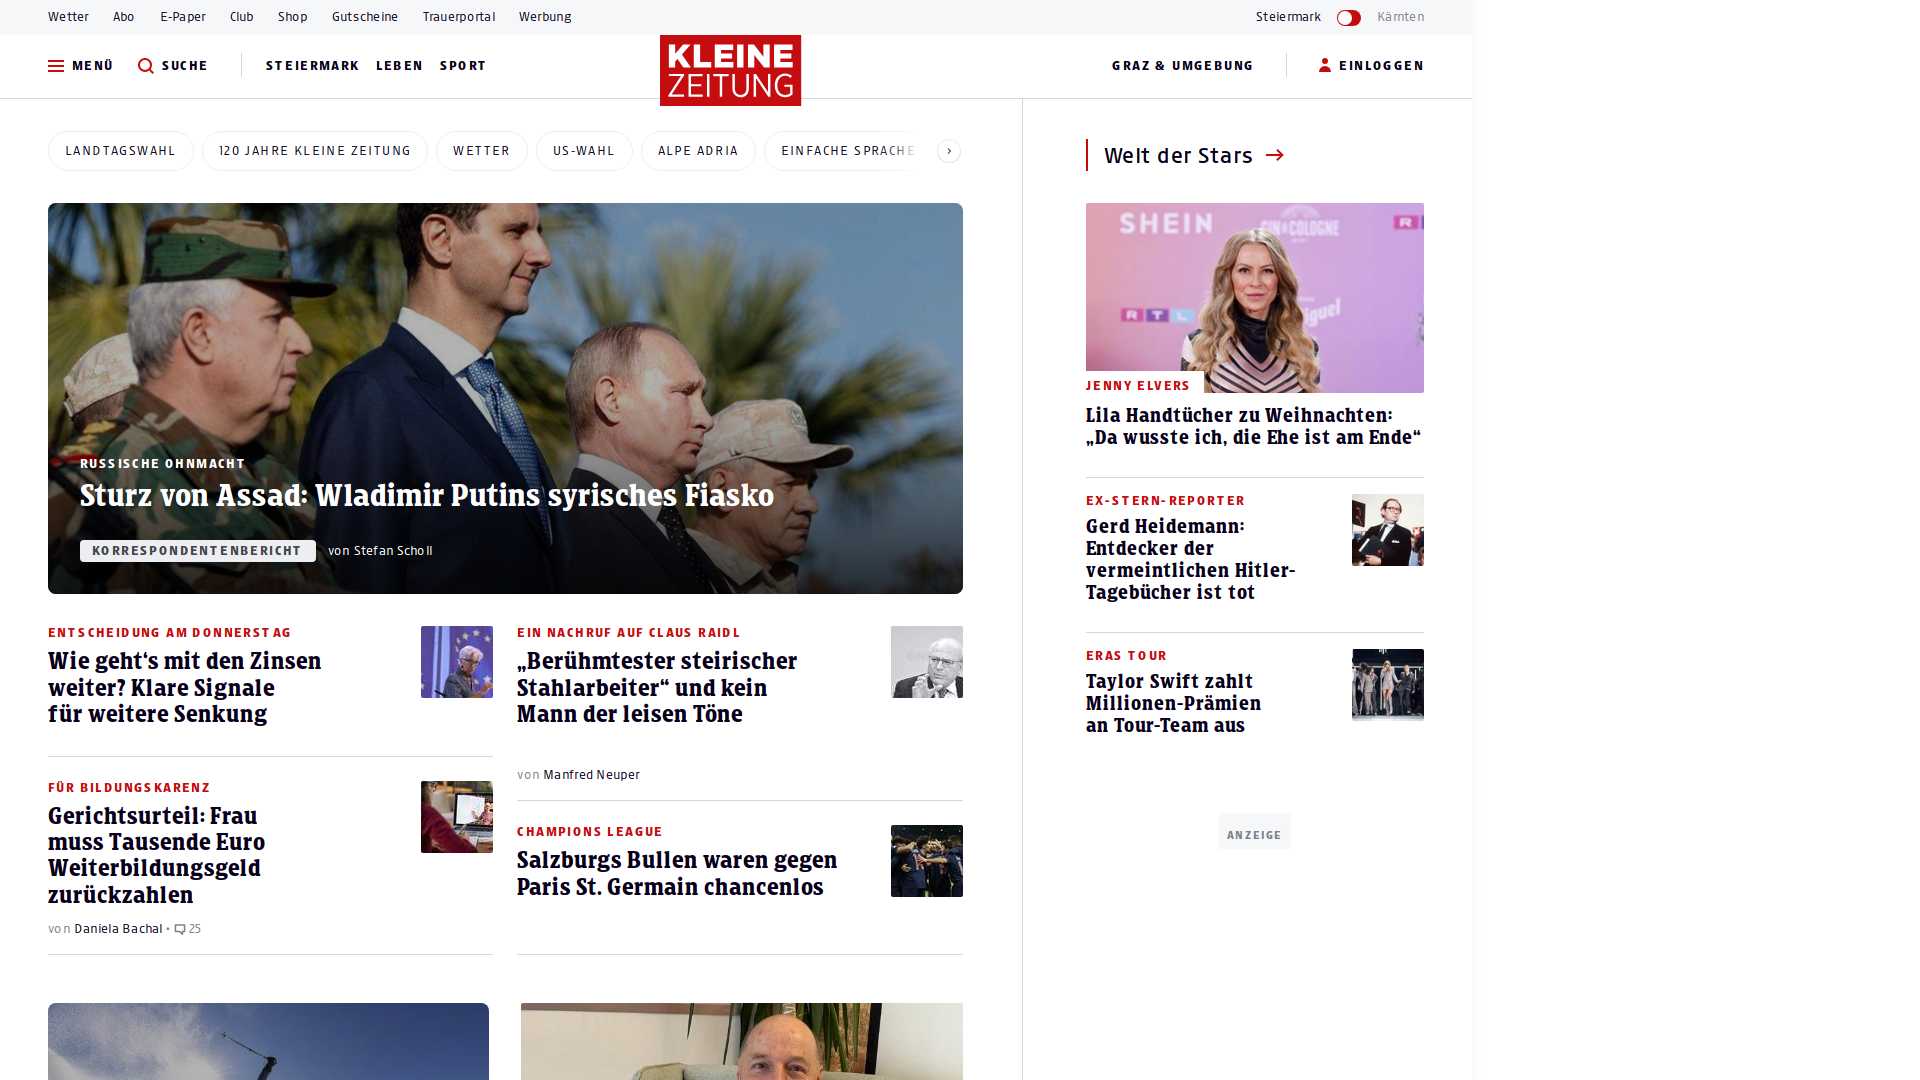 Wetter Abo E-Paper Club Shop Gutscheine Trauerportal Werbung
Steiermark Kärnten
MENÜ SUCHE STEIERMARK LEBEN SPORT
KLEINE
ZEITUNG
GRAZ & UMGEBUNG EINLOGGEN
LANDTAGSWAHL 120 JAHRE KLEINE ZEITUNG WETTER US-WAHL ALPE ADRIA EINFACHE SPRACHE
RUSSISCHE OHNMACHT
Sturz von Assad: Wladimir Putins syrisches Fiasko
KORRESPONDENTENBERICHT von Stefan Scholl
ENTSCHEIDUNG AM DONNERSTAG
Wie geht‘s mit den Zinsen
weiter? Klare Signale
für weitere Senkung
FÜR BILDUNGSKARENZ
Gerichtsurteil: Frau
muss Tausende Euro
Weiterbildungsgeld
zurückzahlen
von Daniela Bachal • 25
EIN NACHRUF AUF CLAUS RAIDL
„Berühmtester steirischer
Stahlarbeiter“ und kein
Mann der leisen Töne
von Manfred Neuper
CHAMPIONS LEAGUE
Salzburgs Bullen waren gegen
Paris St. Germain chancenlos
Welt der Stars
SHEIN
GIN COLOGNE
R
RTL
JENNY ELVERS
Lila Handtücher zu Weihnachten:
„Da wusste ich, die Ehe ist am Ende“
EX-STERN-REPORTER
Gerd Heidemann:
Entdecker der
vermeintlichen Hitler-
Tagebücher ist tot
ERAS TOUR
Taylor Swift zahlt
Millionen-Prämien
an Tour-Team aus
ANZEIGE